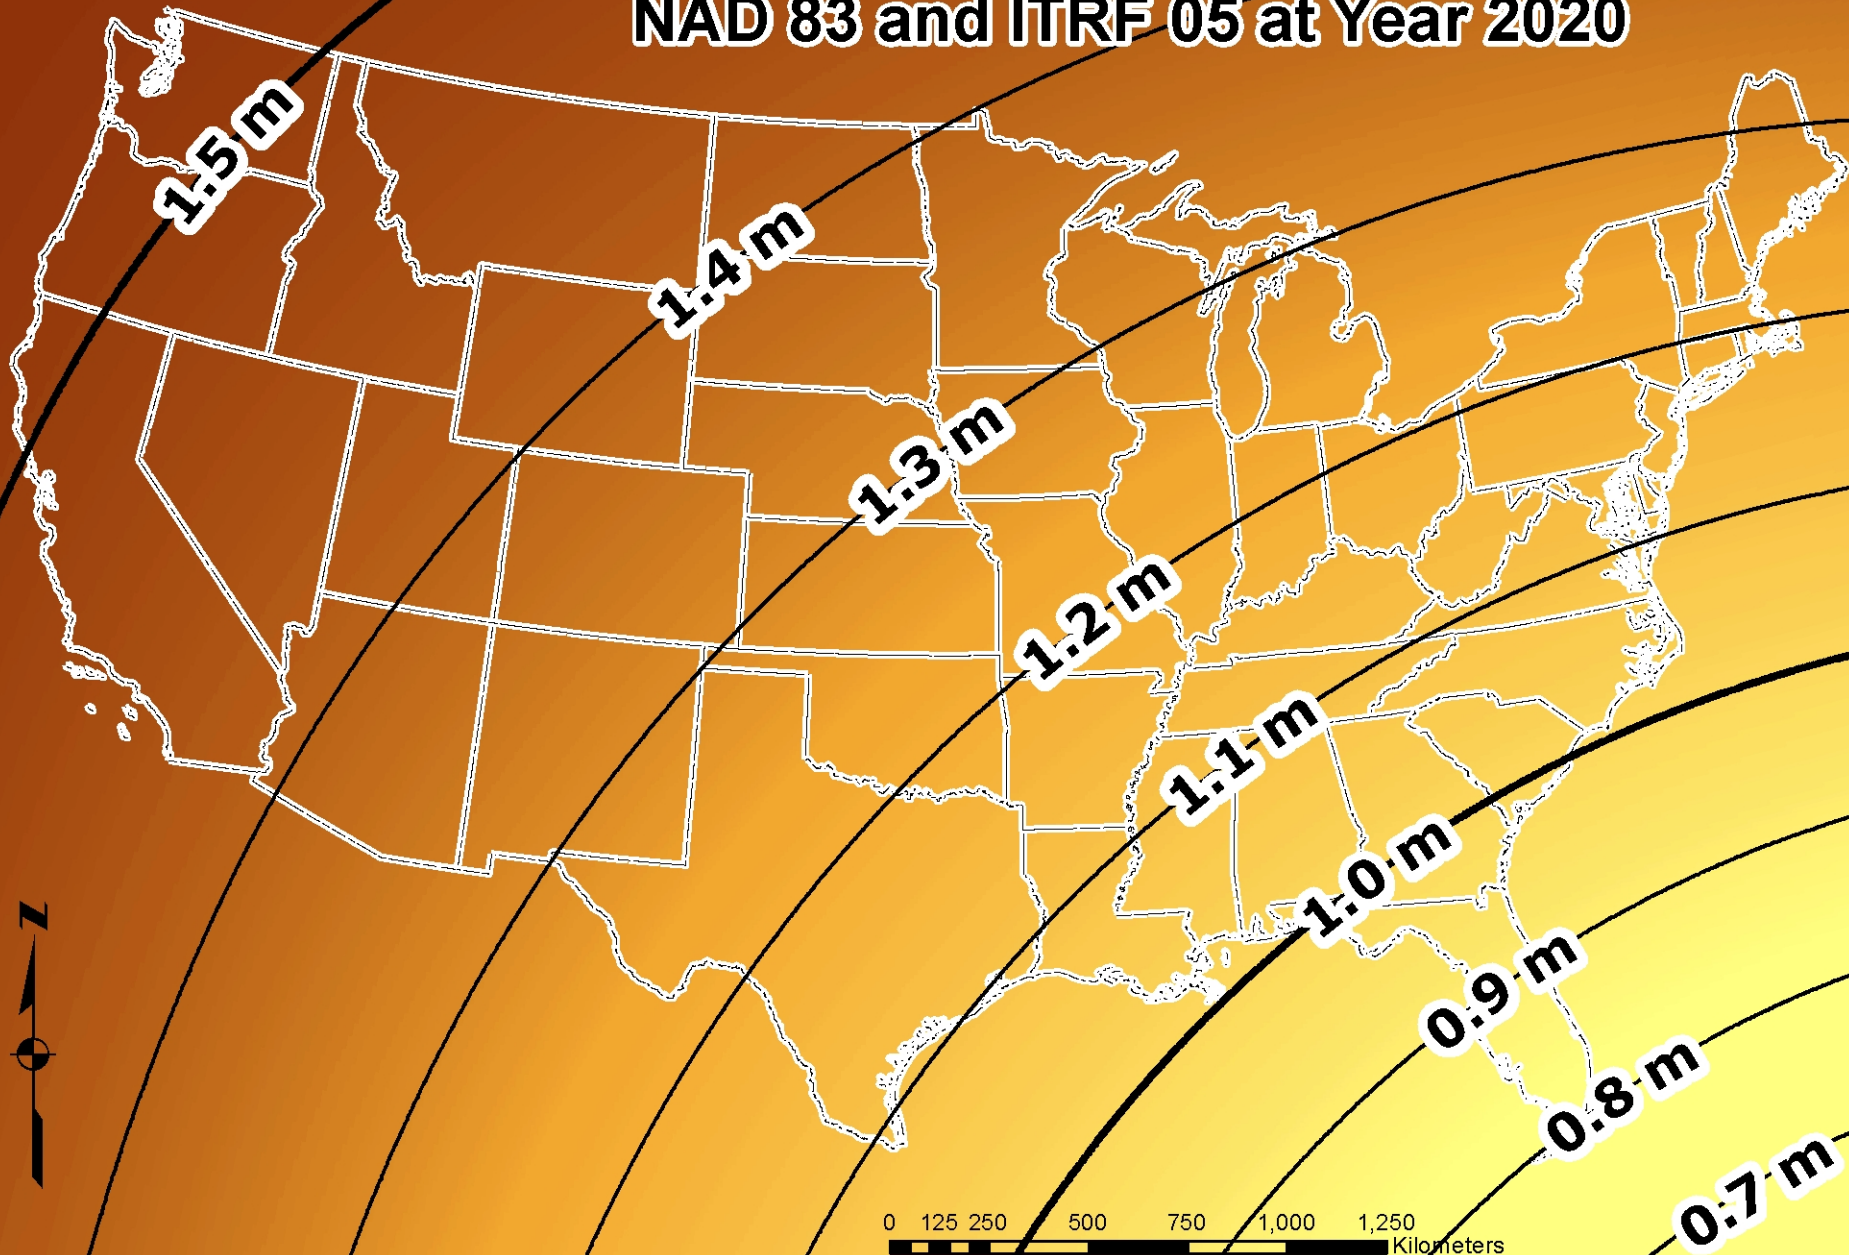 NAD 83 and ITRF 05 at Year 2020
1.5 m
1.4 m
1.3 m
1.2 m
1.1 m
1.0 m
0.9 m
0.8 m
0.7 m
N
0 125 250 500 750 1,000 1,250
Kilometers